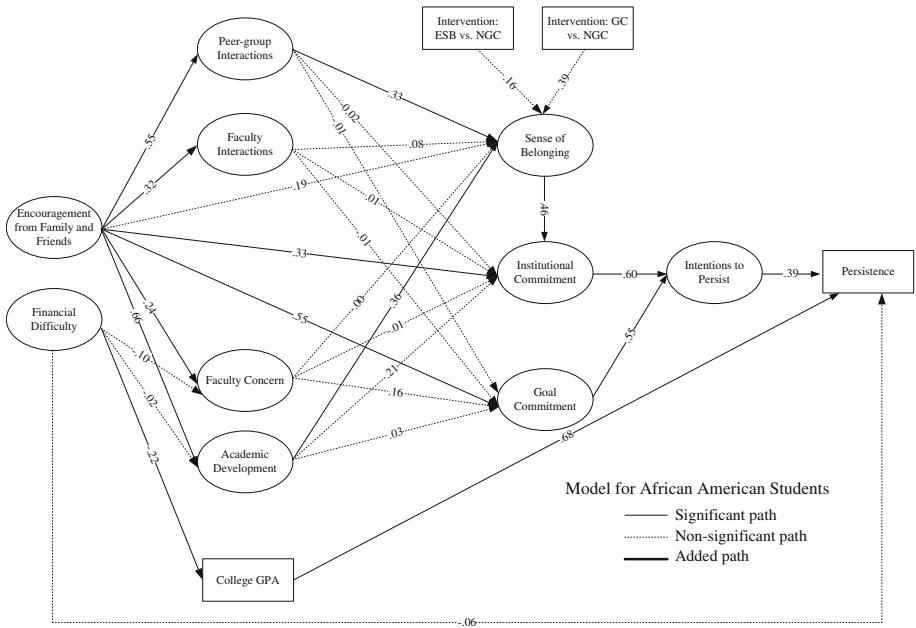 Peer-group
Interactions
Intervention:
ESB vs. NGC
Intervention: GC
vs. NGC
.16
.39
.33
0.02
-.01
Faculty
Interactions
.08
Sense of
Belonging
.55
.32
.19
.01
.01
.46
Encouragement
from Family and
Friends
.33
Institutional
Commitment
.60
Intentions to
Persist
.39
Persistence
Financial
Difficulty
.24
.66
.00
.36
-.01
.55
.55
.10
-.02
Faculty Concern
.21
.16
Goal
Commitment
.03
.68
Academic
Development
-.22
Model for African American Students
Significant path
Non-significant path
Added path
College GPA
-.06